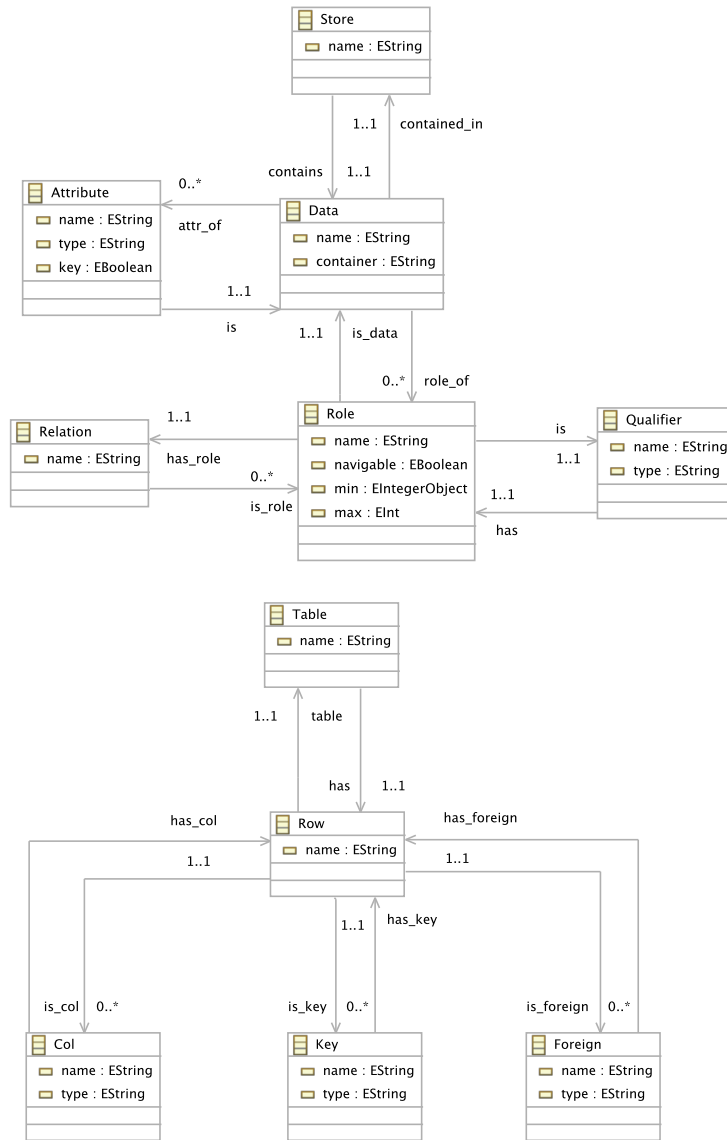 Store
name : EString
1..1
contained_in
contains
1..1
0..*
attr_of
Attribute
name : EString
type : EString
key : EBoolean
Data
name : EString
container : EString
1..1
is
1..1
is_data
0..*
role_of
Relation
name : EString
1..1
has_role
0..*
is_role
Role
name : EString
navigable : EBoolean
min : EIntegerObject
max : EInt
is
1..1
1..1
has
Qualifier
name : EString
type : EString
Table
name : EString
1..1
table
has
1..1
has_col
1..1
Row
name : EString
has_foreign
1..1
1..1
has_key
is_col
0..*
is_key
0..*
is_foreign
0..*
Col
name : EString
type : EString
Key
name : EString
type : EString
Foreign
name : EString
type : EString